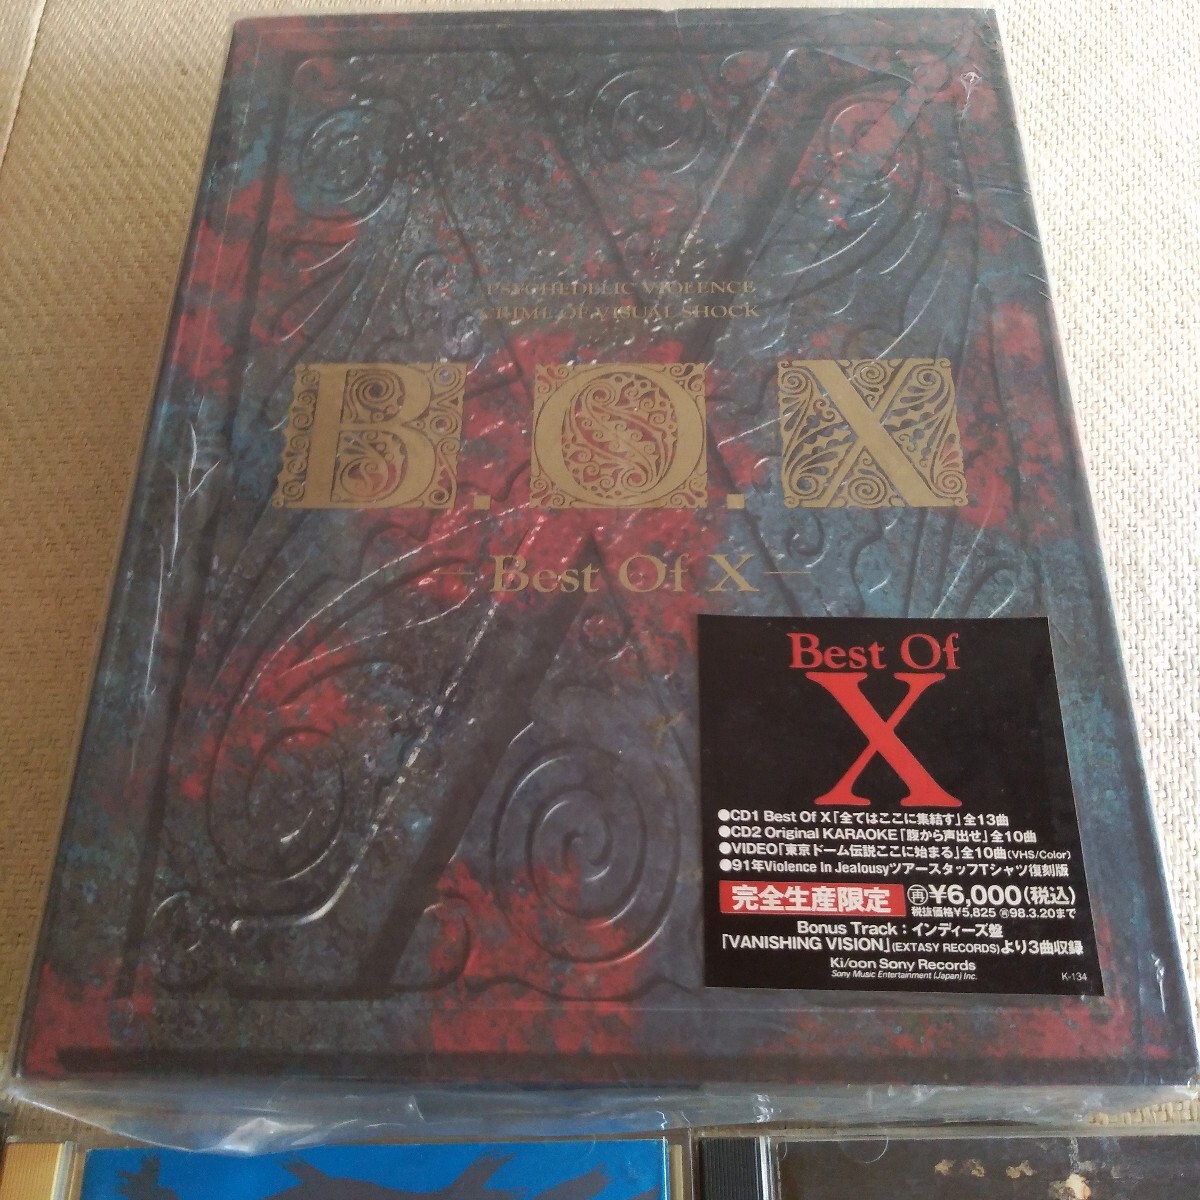 PSYCHEDELIC VIOLENCE
CRIME OF VISUAL SHOCK
B.O.X
— Best Of X —
Best Of
X
●CD1 Best Of X「全てはここに集結す」全13曲
●CD2 Original KARAOKE「腹から声出せ」全10曲
●VIDEO「東京ドーム伝説ここに始まる」全10曲(VHS/Color)
●91年Violence In JealousyツアースタッフTシャツ復刻版
完全生産限定 ㊕¥6,000(税込)
税抜価格¥5,825 98.3.20まで
Bonus Track : インディーズ盤
「VANISHING VISION」(EXTASY RECORDS)より3曲収録
Ki/oon Sony Records
Sony Music Entertainment (Japan) Inc.
K-134